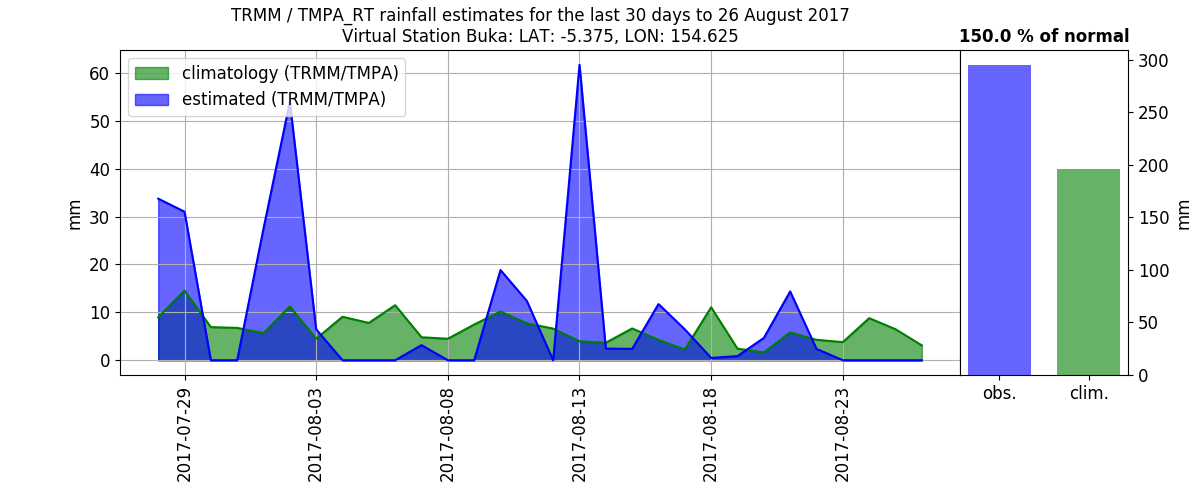 TRMM / TMPA_RT rainfall estimates for the last 30 days to 26 August 2017
Virtual Station Buka: LAT: -5.375, LON: 154.625
150.0 % of normal
climatology (TRMM/TMPA)
estimated (TRMM/TMPA)
60
50
40
30
20
10
0
mm
2017-07-29
2017-08-03
2017-08-08
2017-08-13
2017-08-18
2017-08-23
300
250
200
150
100
50
0
mm
obs.
clim.